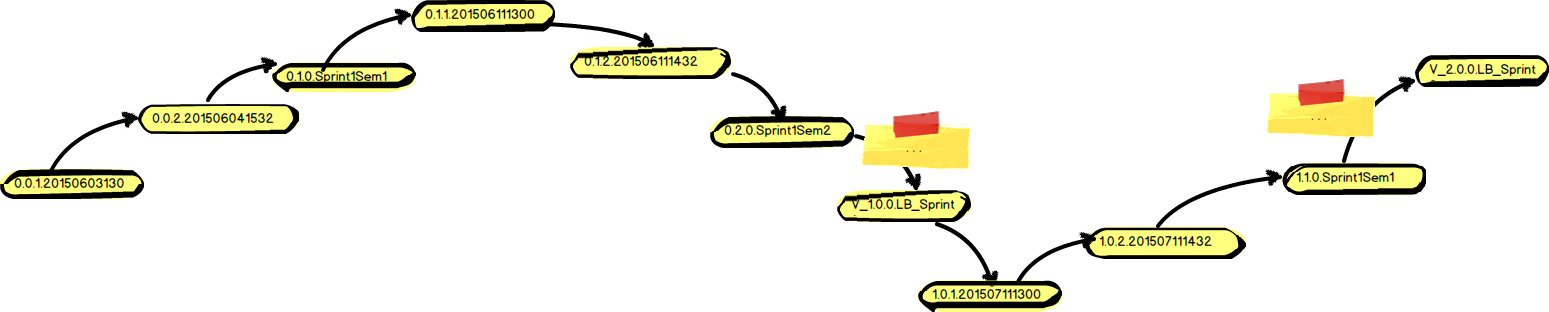 0.0.1.20150603130
0.0.2.201506041532
0.1.0.Sprint1Sem1
0.1.1.201506111300
0.1.2.201506111432
0.2.0.Sprint1Sem2
...
V_1.0.0.LB_Sprint
1.0.1.201507111300
1.0.2.201507111432
1.1.0.Sprint1Sem1
...
V_2.0.0.LB_Sprint